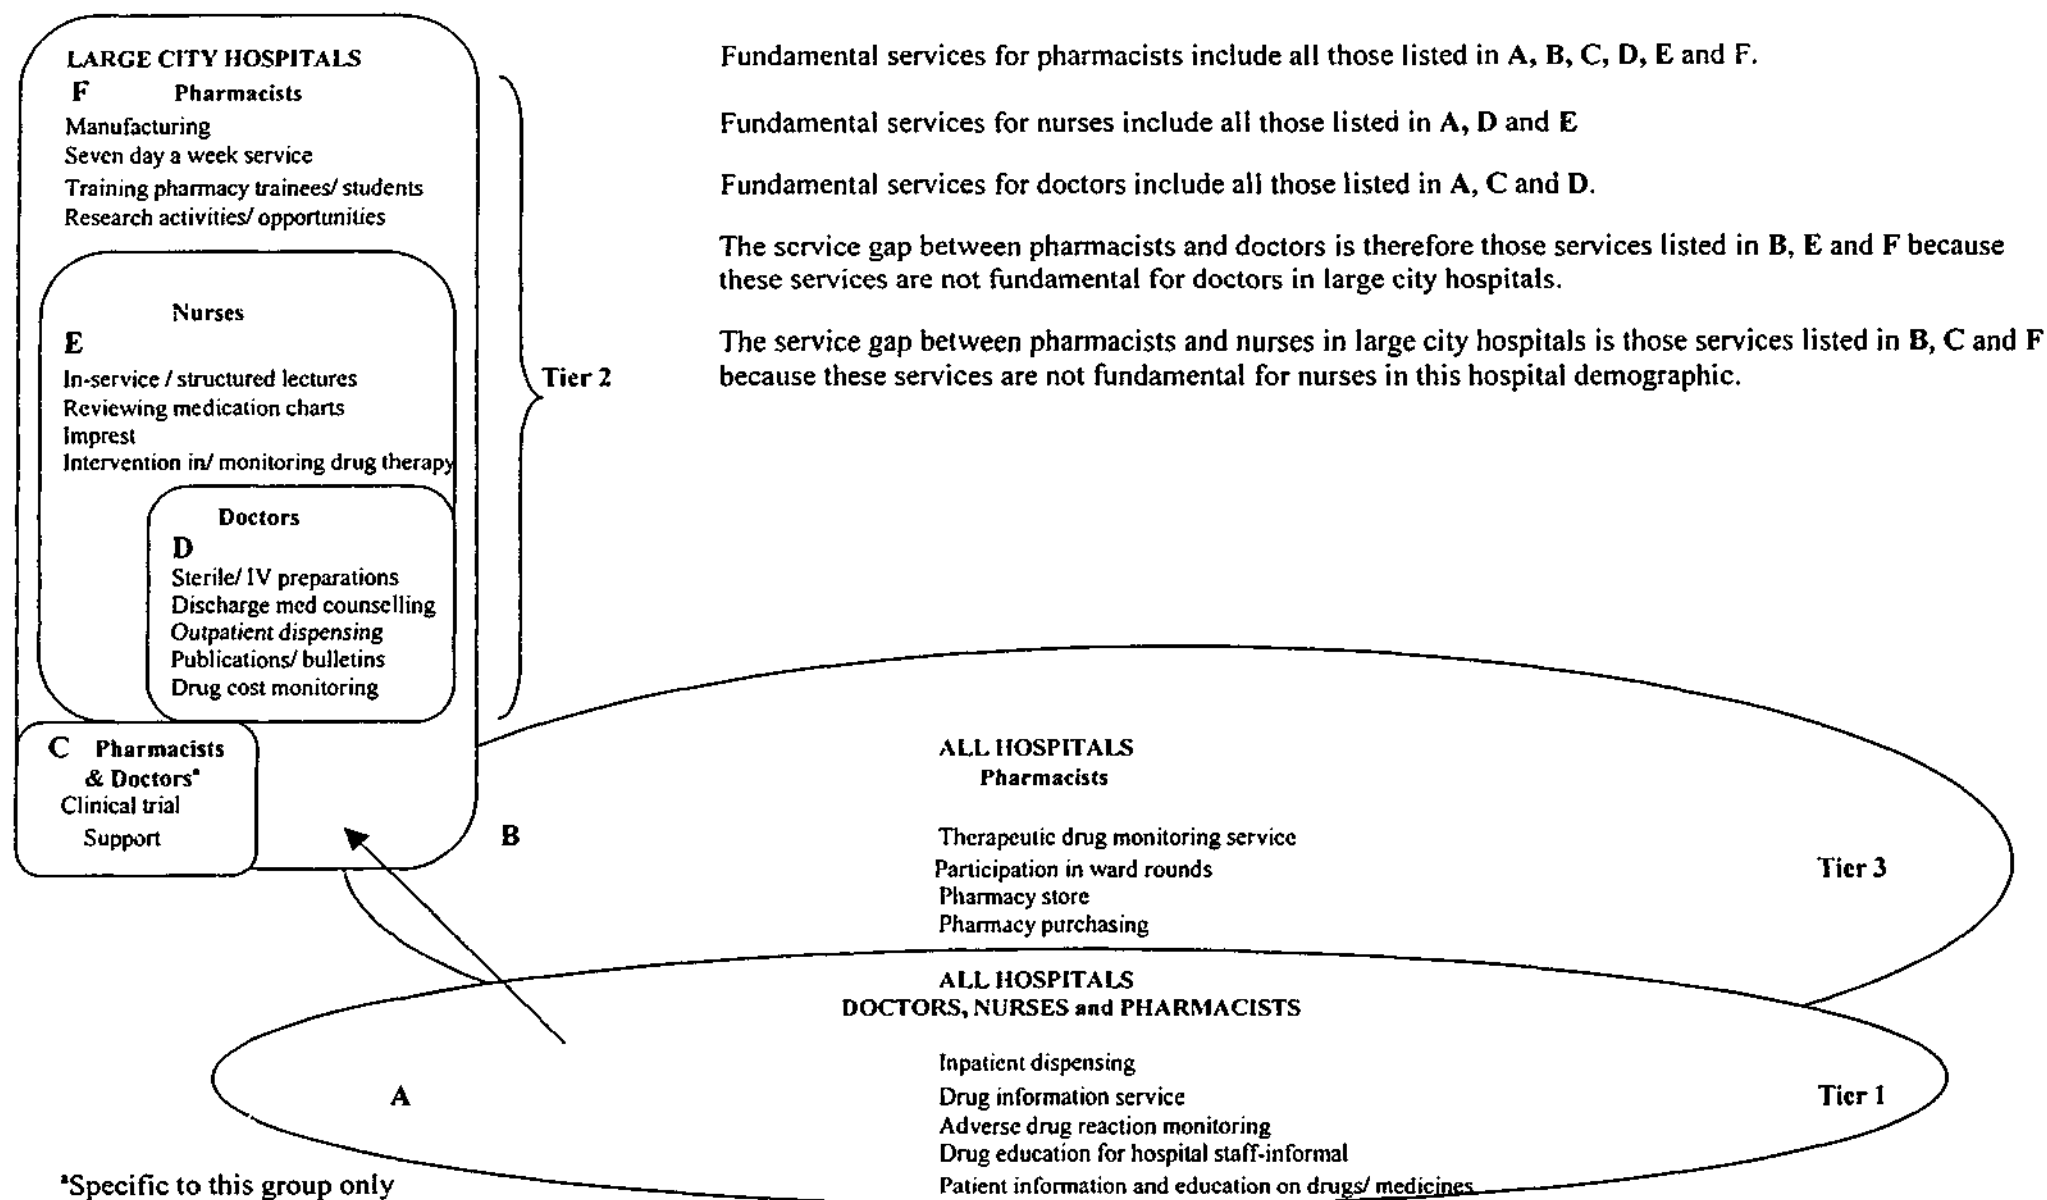 LARGE CITY HOSPITALS
F Pharmacists
Manufacturing
Seven day a week service
Training pharmacy trainees/ students
Research activities/ opportunities
Nurses
E
In-service / structured lectures
Reviewing medication charts
Imprest
Intervention in/ monitoring drug therapy
Doctors
D
Sterile/ IV preparations
Discharge med counselling
Outpatient dispensing
Publications/ bulletins
Drug cost monitoring
C Pharmacists
& Doctorsª
Clinical trial
Support
Tier 2
Fundamental services for pharmacists include all those listed in A, B, C, D, E and F.
Fundamental services for nurses include all those listed in A, D and E
Fundamental services for doctors include all those listed in A, C and D.
The service gap between pharmacists and doctors is therefore those services listed in B, E and F because
these services are not fundamental for doctors in large city hospitals.
The service gap between pharmacists and nurses in large city hospitals is those services listed in B, C and F
because these services are not fundamental for nurses in this hospital demographic.
ALL HOSPITALS
Pharmacists
B
Therapeutic drug monitoring service
Participation in ward rounds
Pharmacy store
Pharmacy purchasing
Tier 3
ALL HOSPITALS
DOCTORS, NURSES and PHARMACISTS
A
Inpatient dispensing
Drug information service
Adverse drug reaction monitoring
Drug education for hospital staff-informal
Patient information and education on drugs/ medicines
Tier 1
ªSpecific to this group only